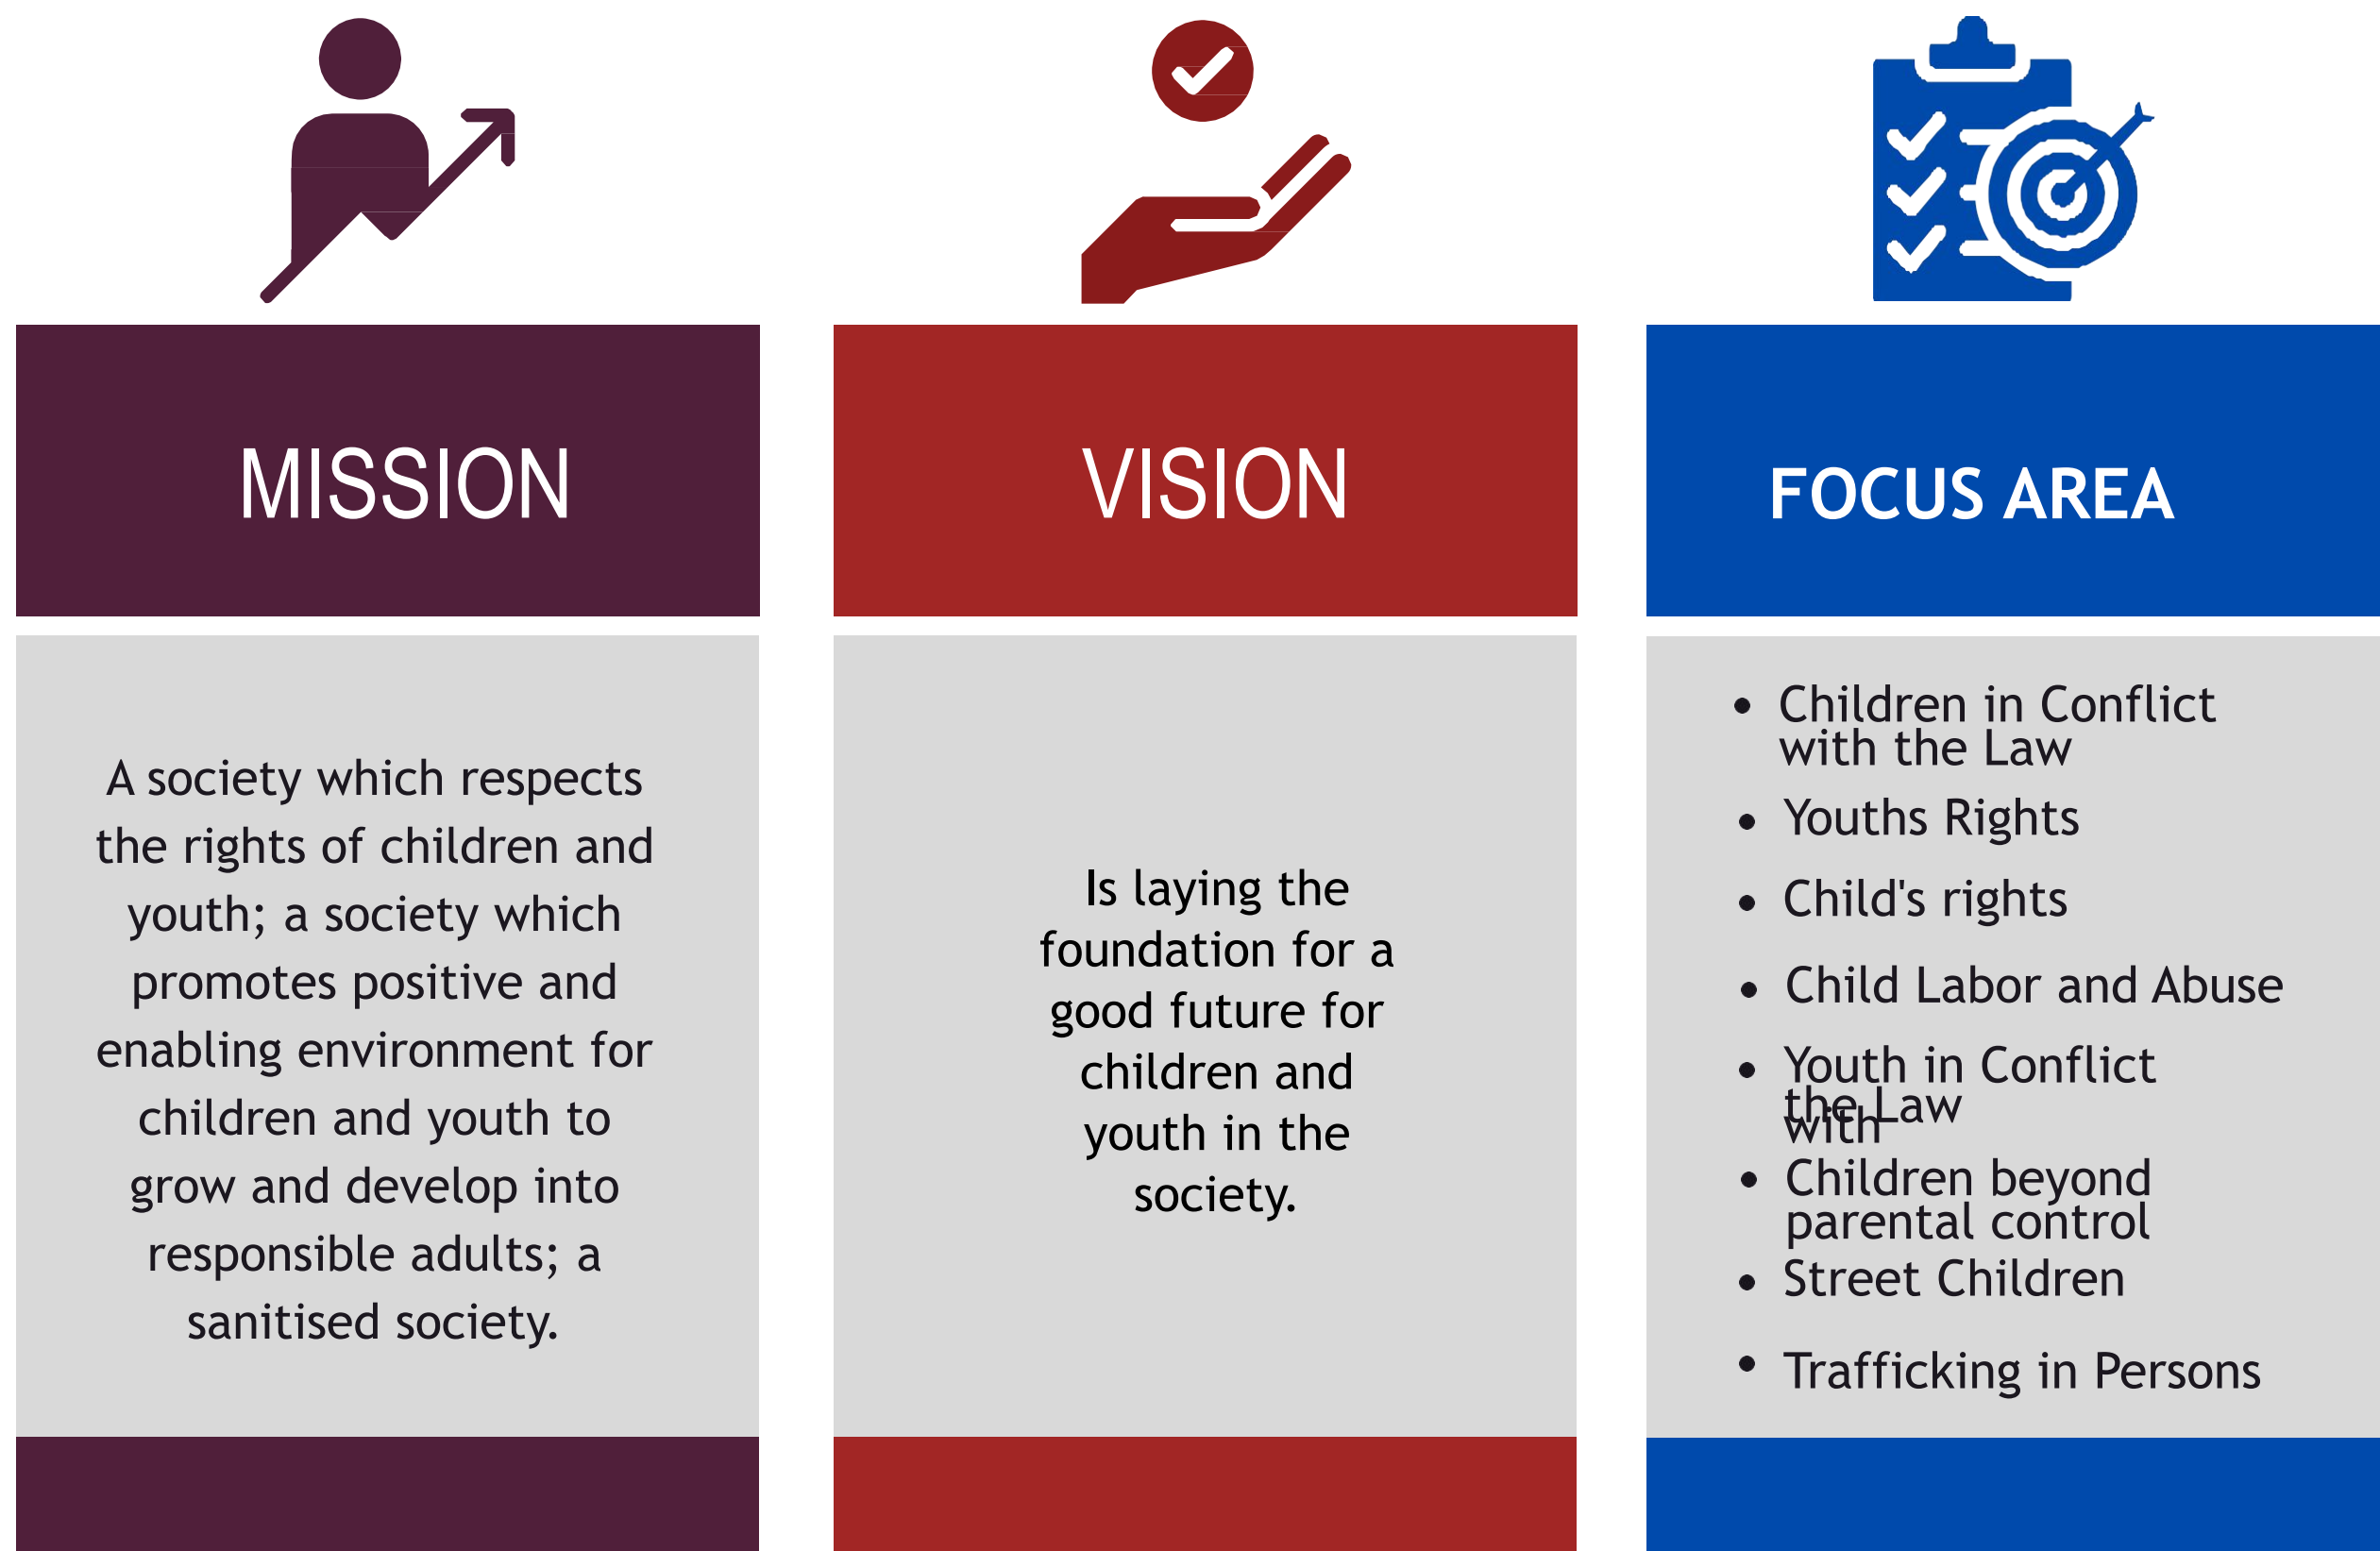 MISSION
A society which respects
the rights of children and
youth; a society which
promotes positive and
enabling environment for
children and youth to
grow and develop into
responsible adults; a
sanitised society.
VISION
Is laying the
foundation for a
good future for
children and
youth in the
society.
FOCUS AREA
• Children in Conflict
with the Law
• Youths Rights
• Child's rights
• Child Labor and Abuse
• Youth in Conflict
with
the Law
• Children beyond
parental control
• Street Children
• Trafficking in Persons